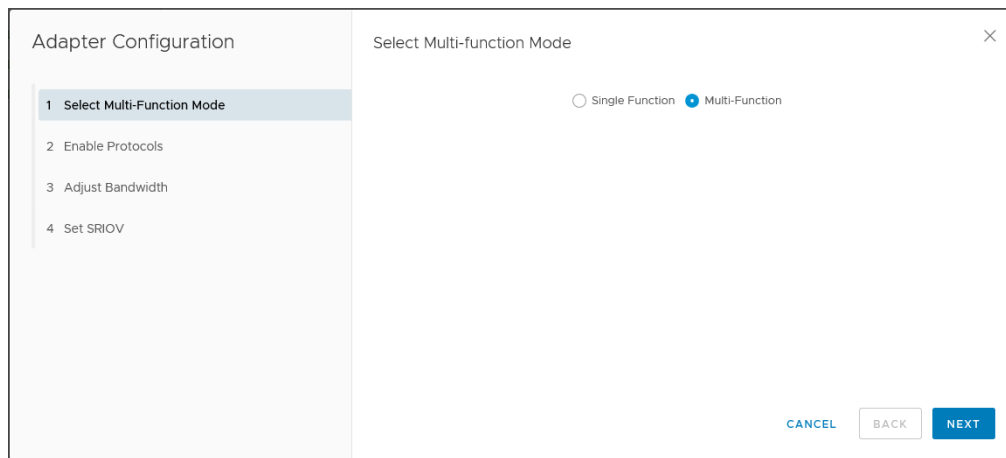 Adapter Configuration
1 Select Multi-Function Mode
2 Enable Protocols
3 Adjust Bandwidth
4 Set SRIOV
Select Multi-function Mode
Single Function Multi-Function
CANCEL BACK NEXT